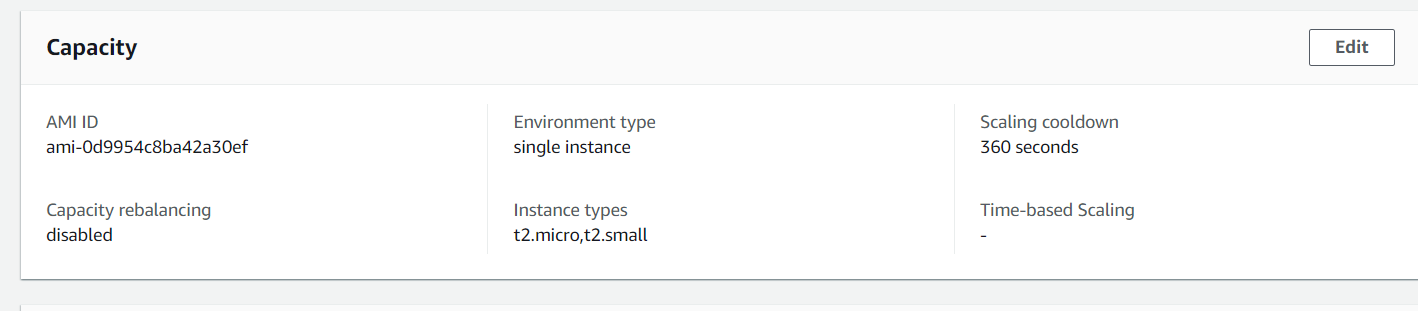 Capacity
Edit
AMI ID
ami-0d9954c8ba42a30ef
Environment type
single instance
Scaling cooldown
360 seconds
Capacity rebalancing
disabled
Instance types
t2.micro,t2.small
Time-based Scaling
-